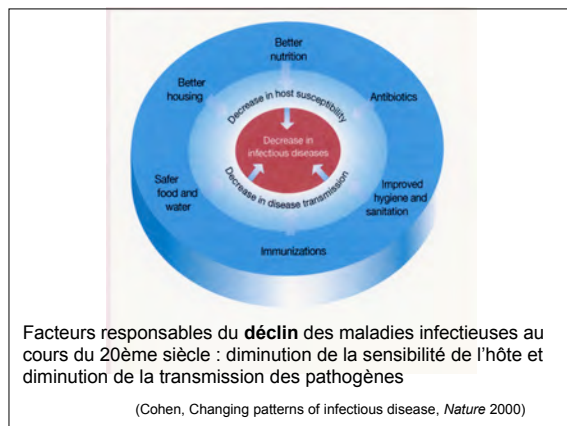 Better
nutrition
Better
housing
Antibiotics
Decrease in host susceptibility
Decrease in
infectious diseases
Decrease in disease transmission
Safer
food and
water
Improved
hygiene and
sanitation
Immunizations
Facteurs responsables du déclin des maladies infectieuses au
cours du 20ème siècle : diminution de la sensibilité de l'hôte et
diminution de la transmission des pathogènes
(Cohen, Changing patterns of infectious disease, Nature 2000)